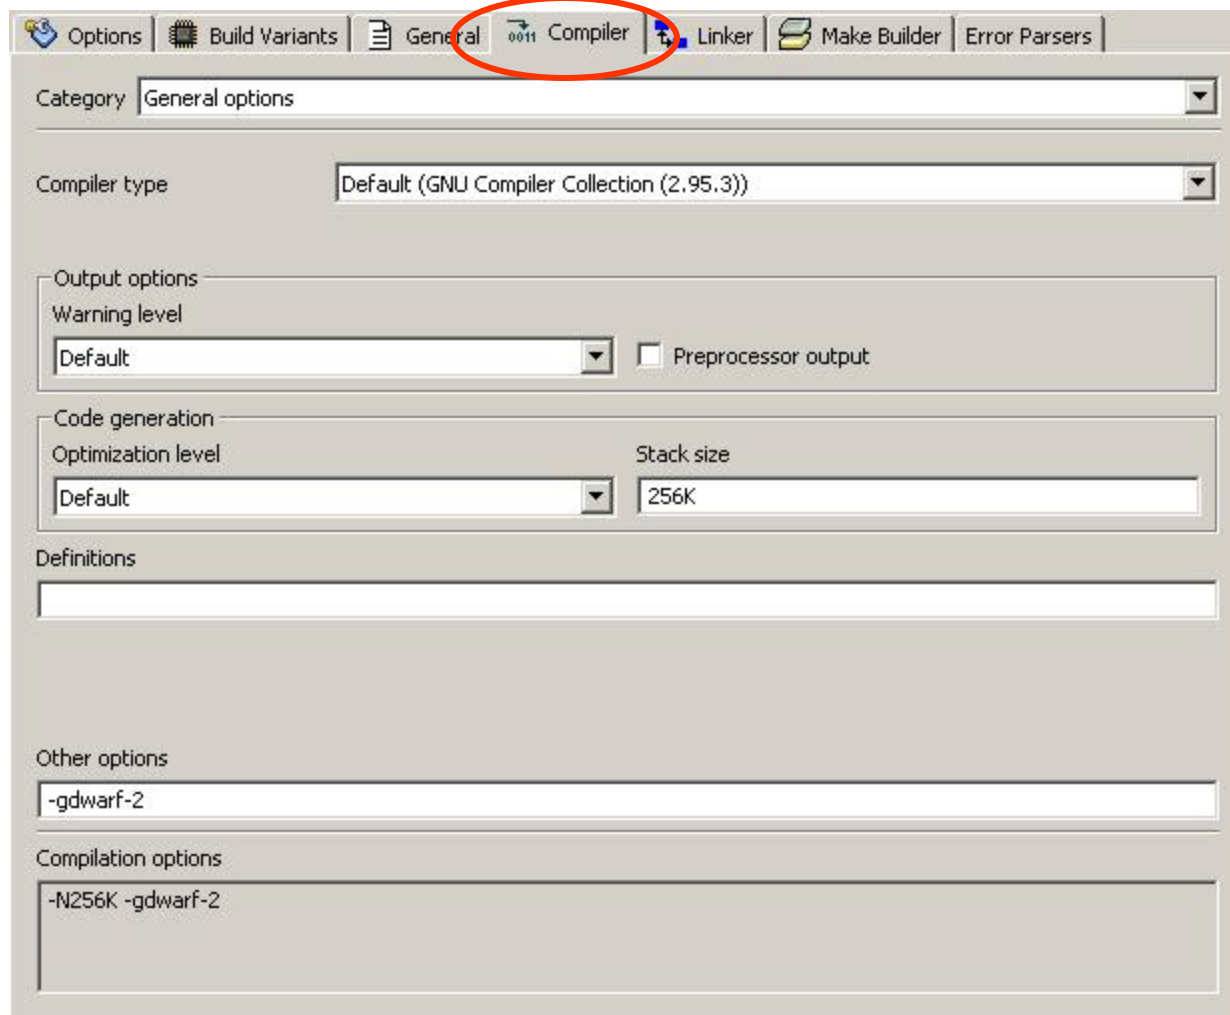 Options Build Variants General 0011 Compiler Linker Make Builder Error Parsers
Category General options
Compiler type Default (GNU Compiler Collection (2.95.3))
Output options
Warning level
Default Preprocessor output
Code generation
Optimization level Stack size
Default 256K
Definitions
Other options
-gdwarf-2
Compilation options
-N256K -gdwarf-2